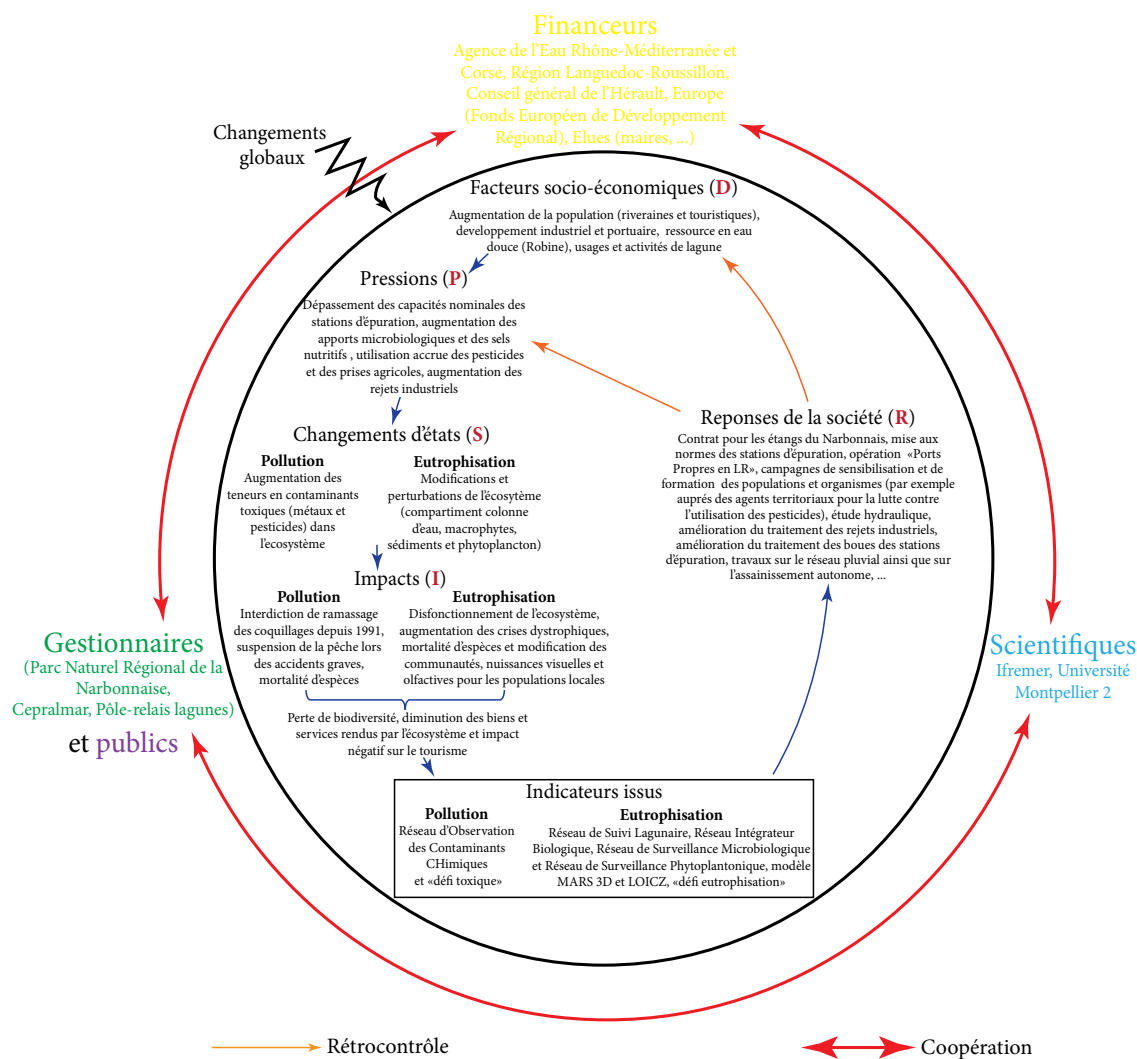 Financeurs
Agence de l'Eau Rhône-Méditerranée et
Corse, Région Languedoc-Roussillon,
Conseil général de l'Hérault, Europe
(Fonds Européen de Développement
Régional), Elues (maires, ...)
Changements
globaux
Facteurs socio-économiques (D)
Augmentation de la population (riveraines et touristiques),
developpement industriel et portuaire, ressource en eau
douce (Robine), usages et activités de lagune
Pressions (P)
Dépassement des capacités nominales des
stations d'épuration, augmentation des
apports microbiologiques et des sels
nutritifs , utilisation accrue des pesticides
et des prises agricoles, augmentation des
rejets industriels
Changements d'états (S)
Pollution
Augmentation des
teneurs en contaminants
toxiques (métaux et
pesticides) dans
l'ecosystème
Eutrophisation
Modifications et
perturbations de l'écosytème
(compartiment colonne
d'eau, macrophytes,
sédiments et phytoplancton)
Impacts (I)
Pollution
Interdiction de ramassage
des coquillages depuis 1991,
suspension de la pêche lors
des accidents graves,
mortalité d'espèces
Eutrophisation
Disfonctionnement de l'ecosystème,
augmentation des crises dystrophiques,
mortalité d'espèces et modification des
communautés, nuissances visuelles et
olfactives pour les populations locales
Perte de biodiversité, diminution des biens et
services rendus par l'écosystème et impact
négatif sur le tourisme
Indicateurs issus
Pollution
Réseau d'Observation
des Contaminants
CHimiques
et «défi toxique»
Eutrophisation
Réseau de Suivi Lagunaire, Réseau Intégrateur
Biologique, Réseau de Surveillance Microbiologique
et Réseau de Surveillance Phytoplantonique, modèle
MARS 3D et LOICZ, «défi eutrophisation»
Reponses de la société (R)
Contrat pour les étangs du Narbonnais, mise aux
normes des stations d'épuration, opération «Ports
Propres en LR», campagnes de sensibilisation et de
formation des populations et organismes (par exemple
auprés des agents territoriaux pour la lutte contre
l'utilisation des pesticides), étude hydraulique,
amélioration du traitement des rejets industriels,
amélioration du traitement des boues des stations
d'épuration, travaux sur le réseau pluvial ainsi que sur
l'assainissement autonome, ...
Gestionnaires
(Parc Naturel Régional de la
Narbonnaise,
Cepralmar, Pôle-relais lagunes)
et publics
Scientifiques
Ifremer, Université
Montpellier 2
Rétrocontrôle
Coopération